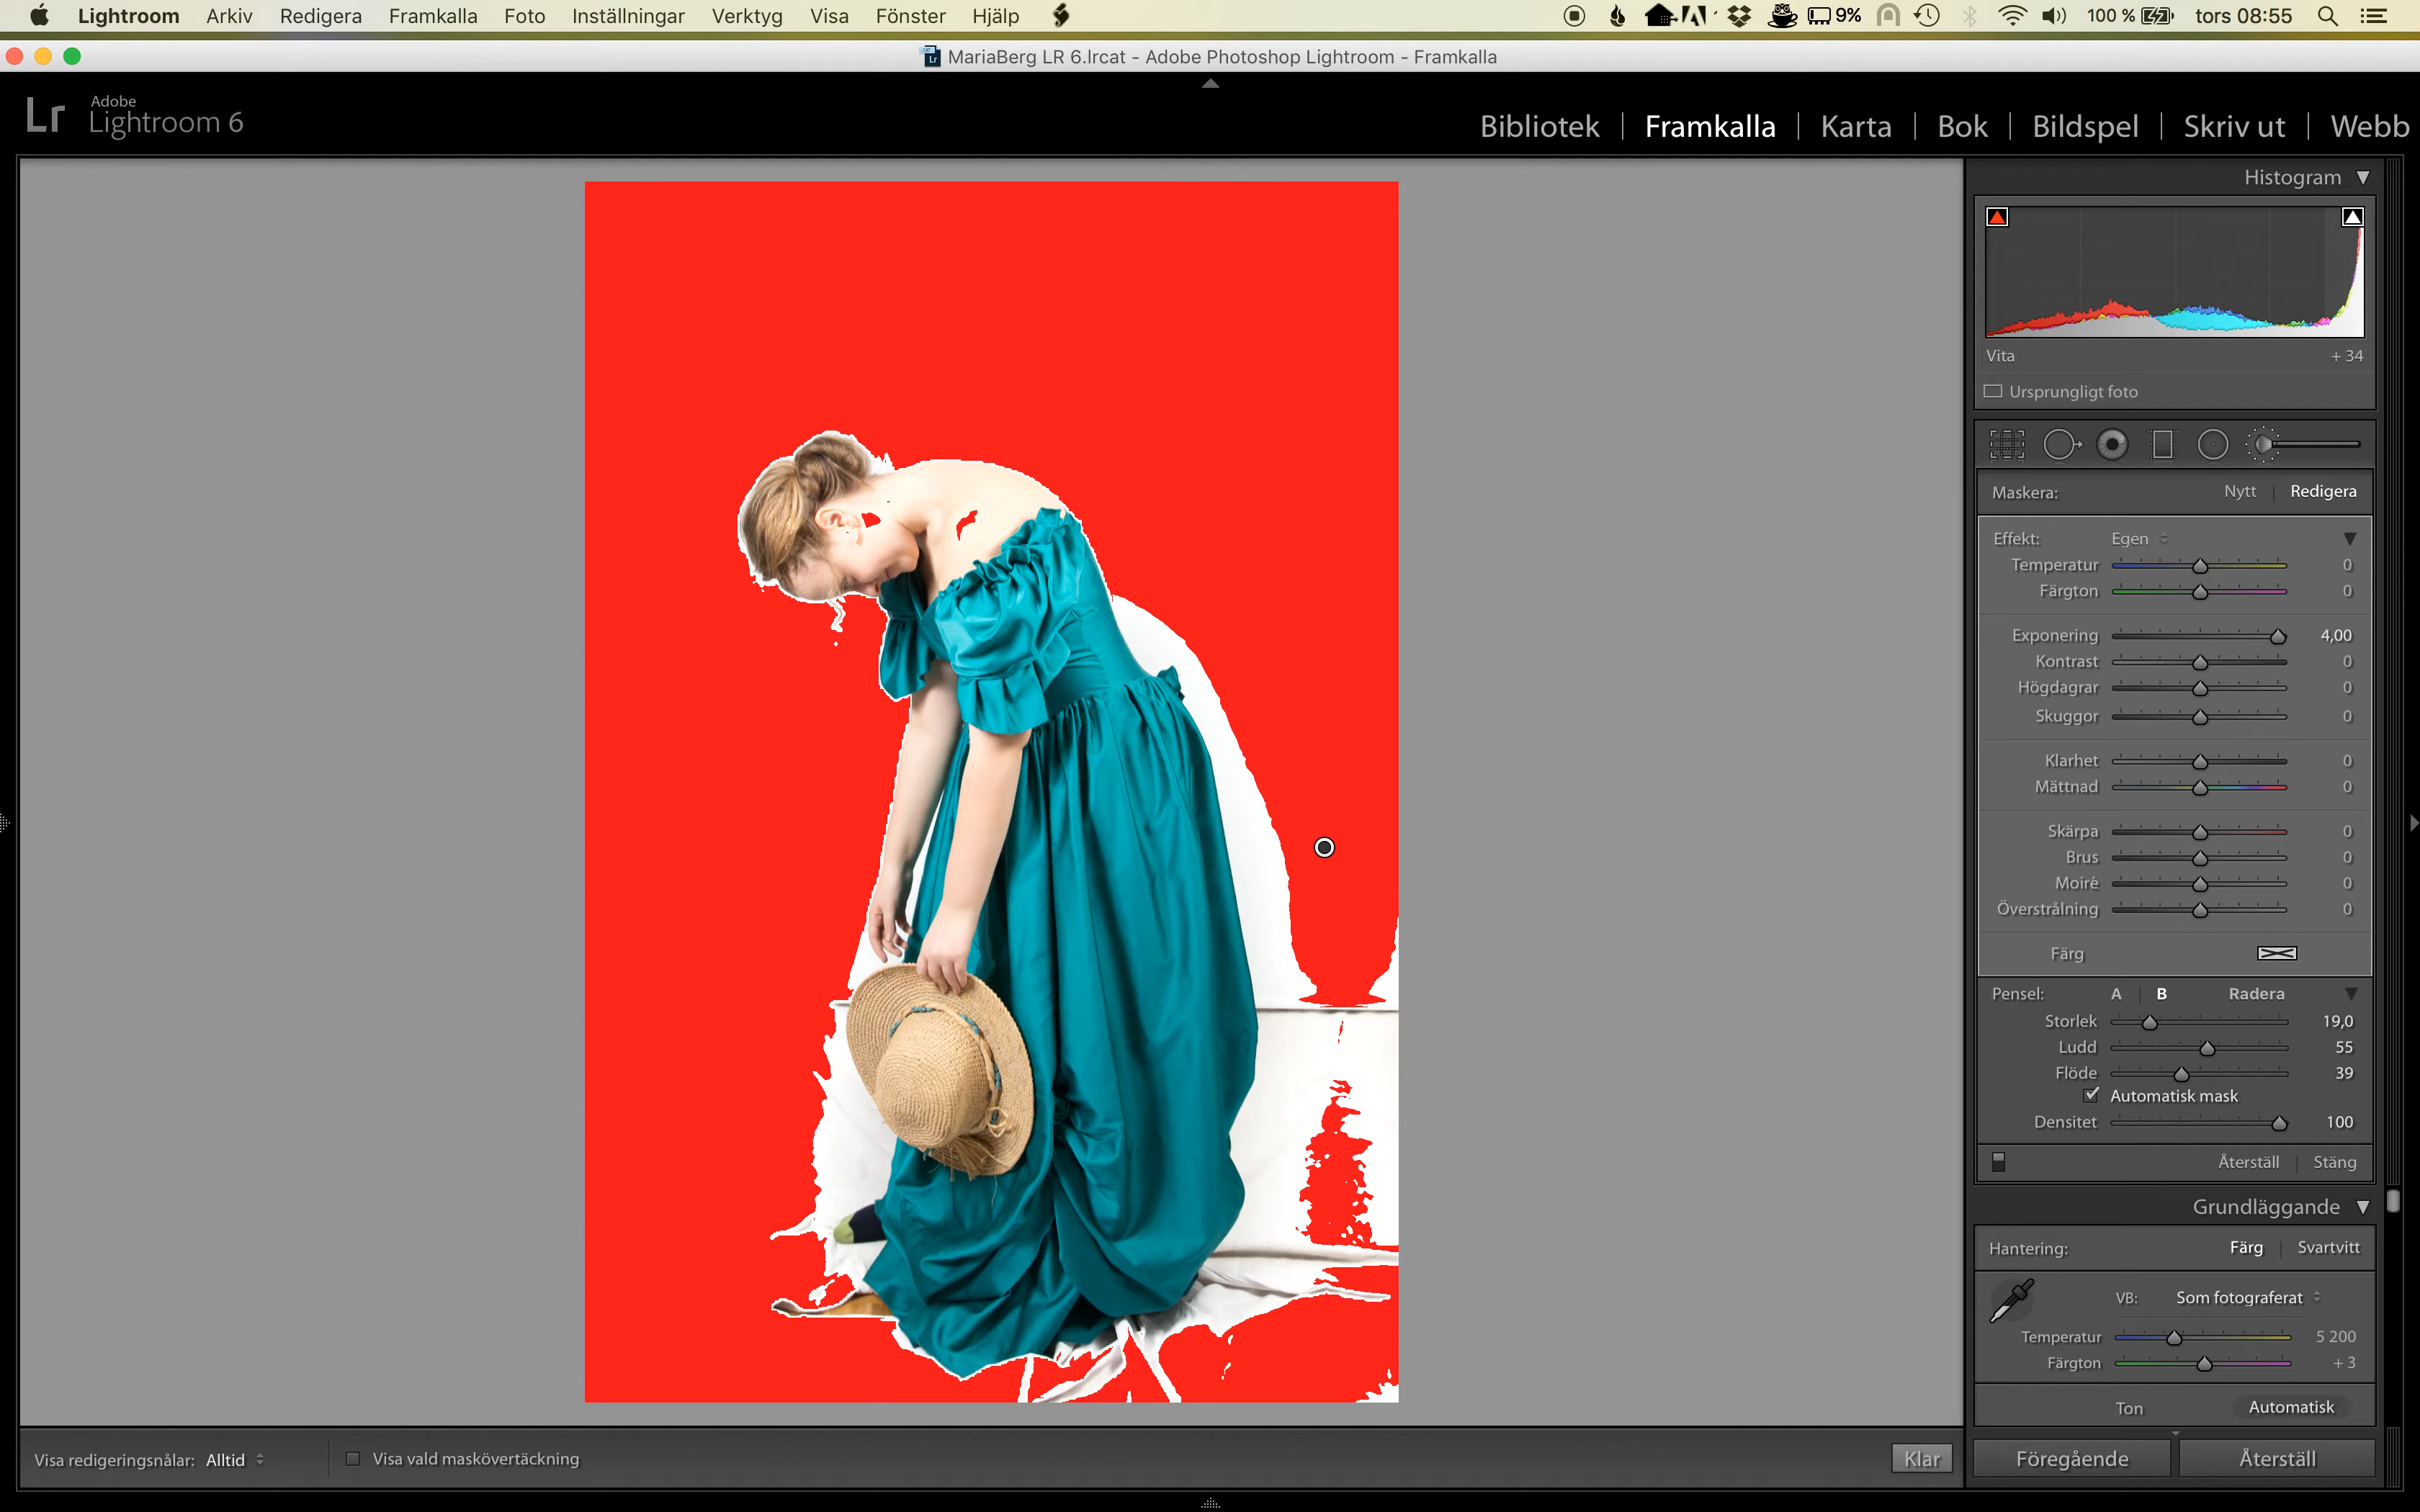 Lightroom Arkiv Redigera Framkalla Foto Inställningar Verktyg Visa Fönster Hjälp 9% 100 % tors 08:55
MariaBerg LR 6.lrcat - Adobe Photoshop Lightroom - Framkalla
Lr Adobe
Lightroom 6
Bibliotek | Framkalla | Karta | Bok | Bildspel | Skriv ut | Webb
Histogram
Vita + 34
Ursprungligt foto
Maskera: Nytt | Redigera
Effekt: Egen
Temperatur 0
Färgton 0
Exponering 4,00
Kontrast 0
Högdagrar 0
Skuggor 0
Klarhet 0
Mättnad 0
Skärpa 0
Brus 0
Moiré 0
Överstrålning 0
Färg
Pensel: A | B Radera
Storlek 19,0
Ludd 55
Flöde 39
Automatisk mask
Densitet 100
Återställ | Stäng
Grundläggande
Hantering: Färg | Svartvitt
VB: Som fotograferat
Temperatur 5 200
Färgton + 3
Ton Automatisk
Visa redigeringsnålar: Alltid Visa vald maskövertäckning Klar Föregående Återställ